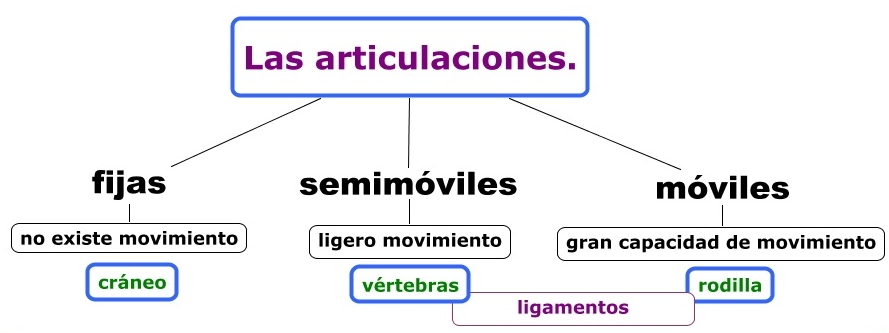 Las articulaciones.
fijas
semimóviles
móviles
no existe movimiento
ligero movimiento
gran capacidad de movimiento
cráneo
vértebras
rodilla
ligamentos